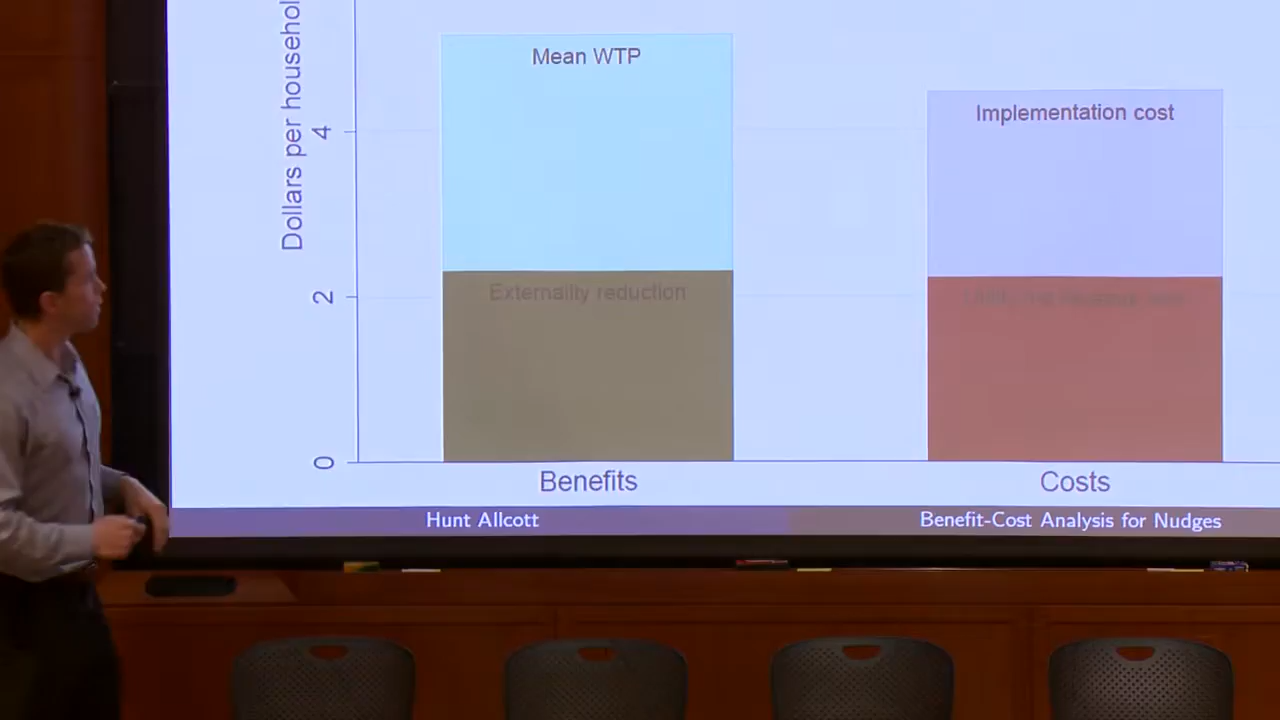 Dollars per househol
4
2
0
Mean WTP
Externality reduction
Implementation cost
Benefits
Costs
Hunt Allcott
Benefit-Cost Analysis for Nudges